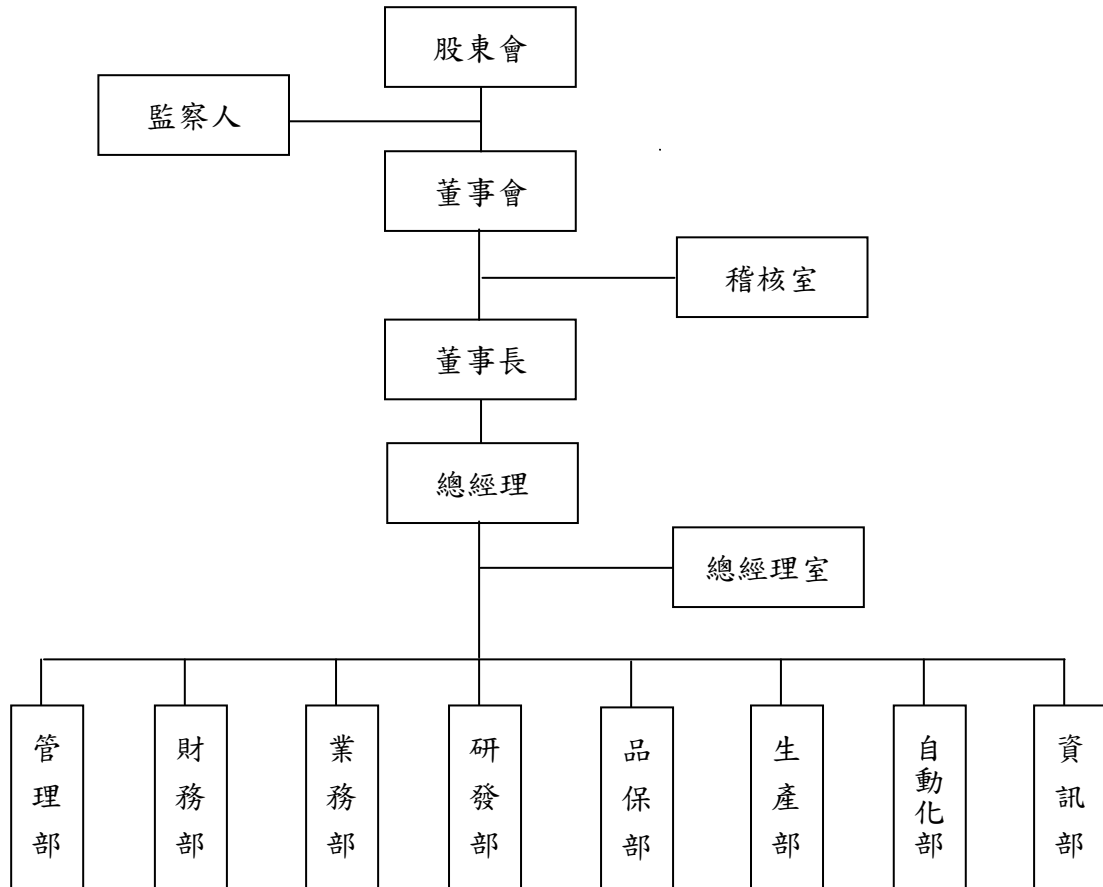 股東會
監察人
董事會
稽核室
董事長
總經理
總經理室
管理部
財務部
業務部
研發部
品保部
生產部
自動化部
資訊部